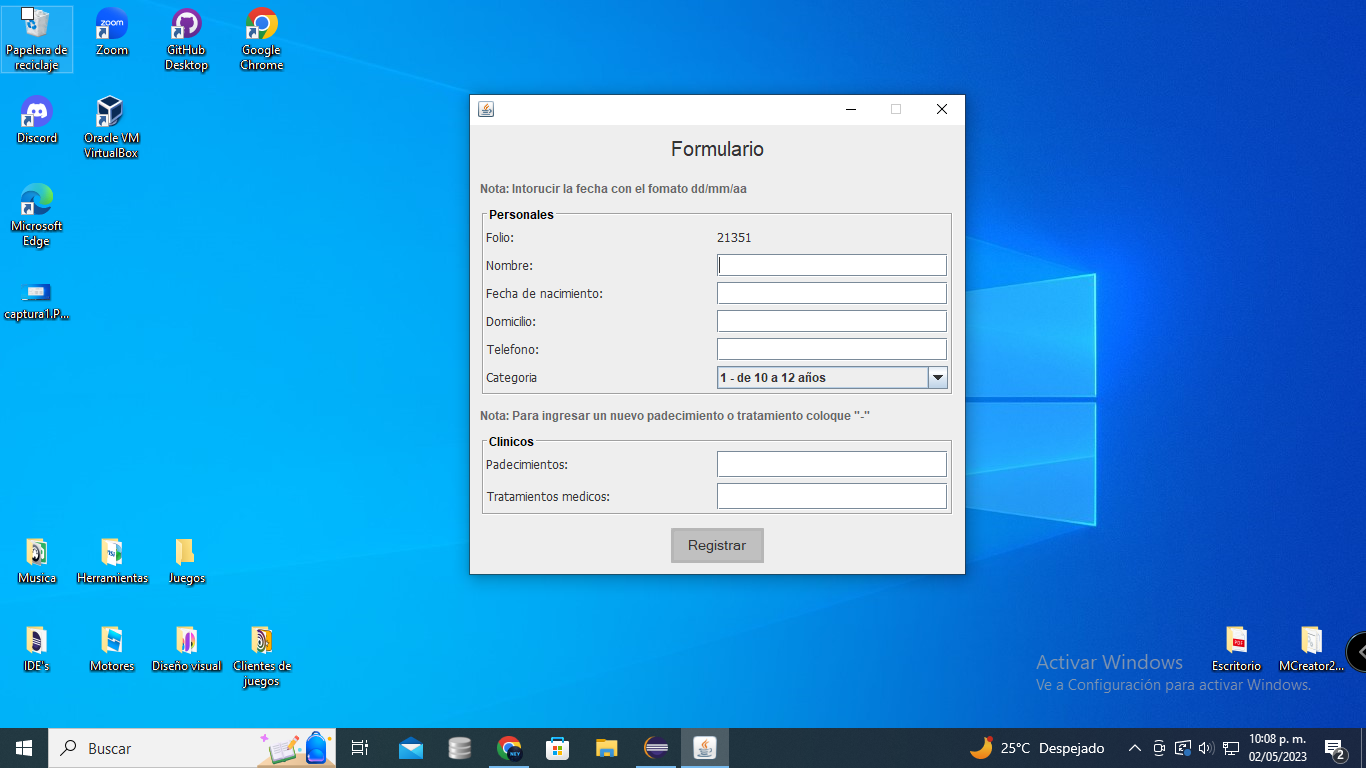 Papelera de
reciclaje
Zoom
GitHub
Desktop
Google
Chrome
zoom
Discord
Oracle VM
VirtualBox
Microsoft
Edge
captura1.P...
Formulario
Nota: Intorucir la fecha con el fomato dd/mm/aa
Personales
Folio: 21351
Nombre:
Fecha de nacimiento:
Domicilio:
Telefono:
Categoria 1 - de 10 a 12 años
Nota: Para ingresar un nuevo padecimiento o tratamiento coloque "-"
Clinicos
Padecimientos:
Tratamientos medicos:
Registrar
Musica
Herramientas
Juegos
IDE's
Motores
Diseño visual
Clientes de
juegos
Activar Windows
Ve a Configuración para activar Windows.
Escritorio
MCreator2...
Buscar
25°C Despejado
10:08 p. m.
02/05/2023
2